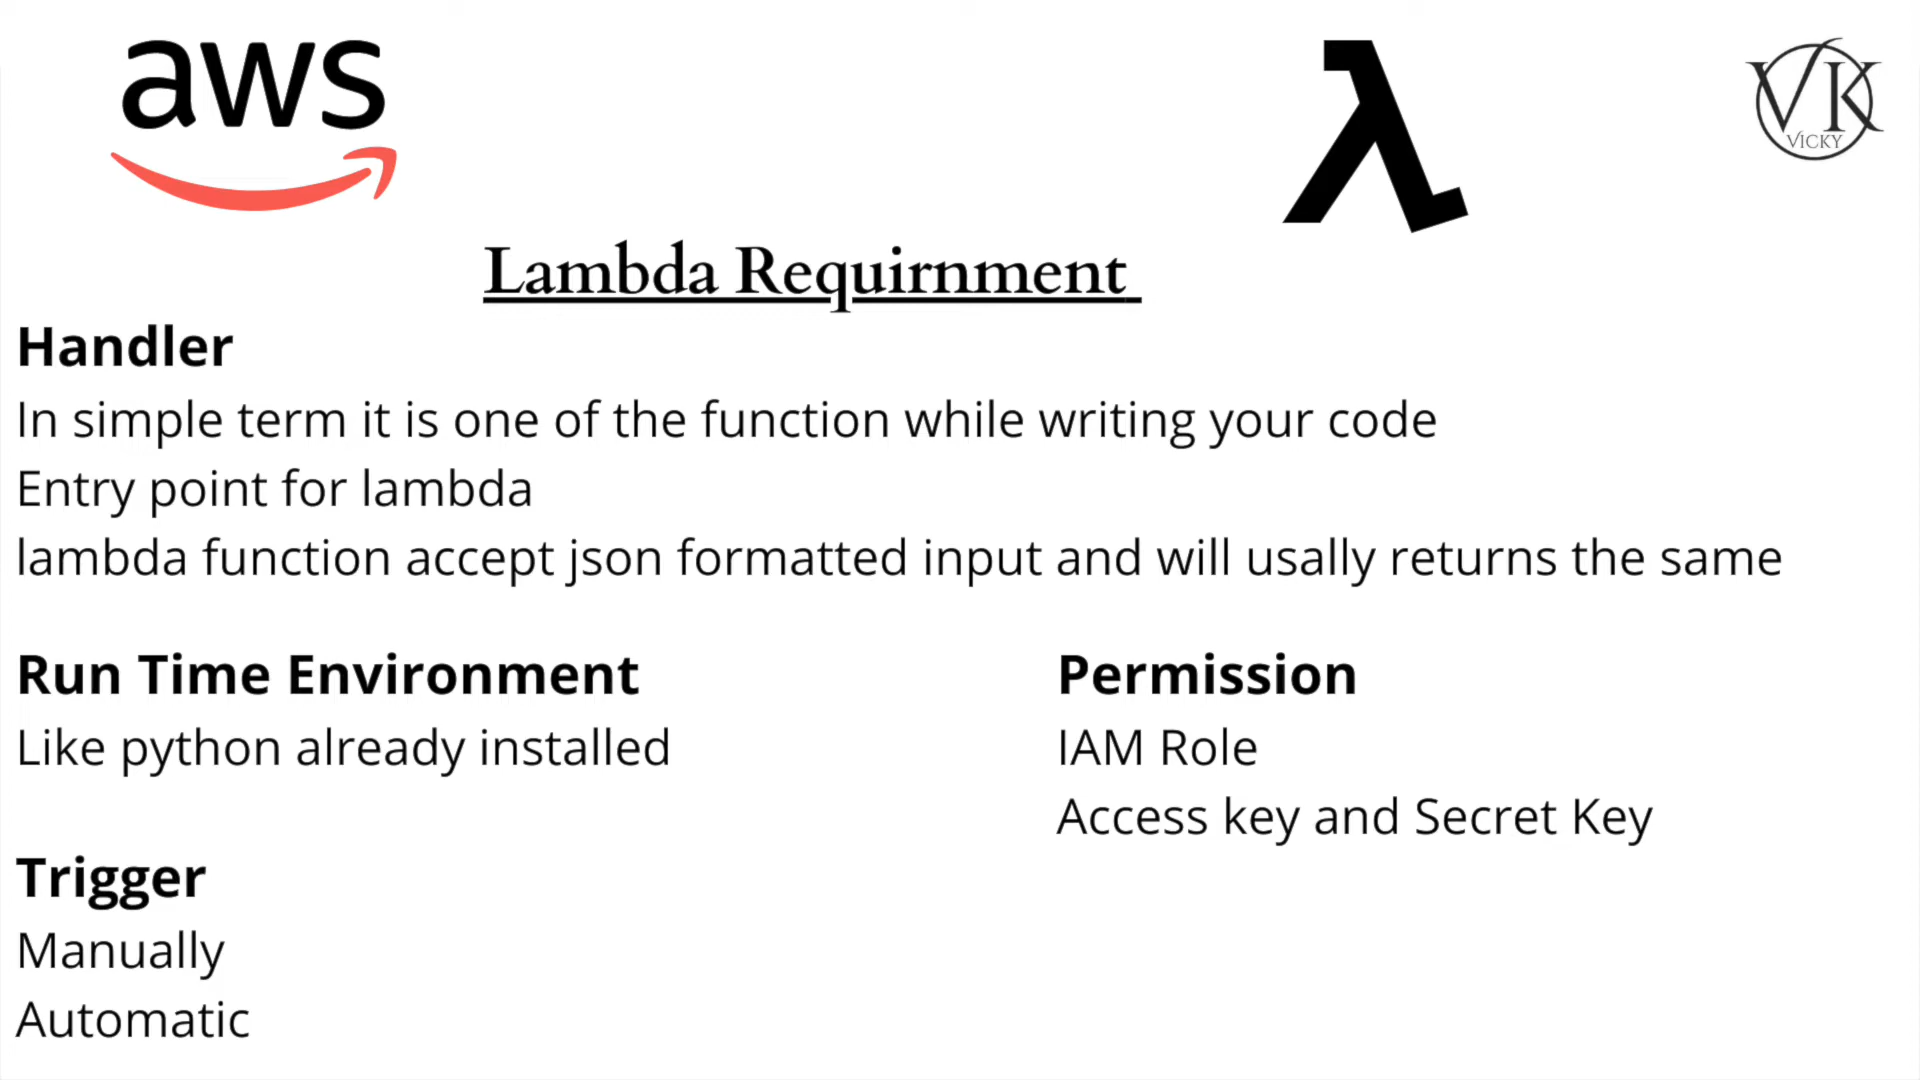 aws
λ
VK
VICKY
Lambda Requirnment
Handler
In simple term it is one of the function while writing your code
Entry point for lambda
lambda function accept json formatted input and will usally returns the same
Run Time Environment
Like python already installed
Permission
IAM Role
Access key and Secret Key
Trigger
Manually
Automatic